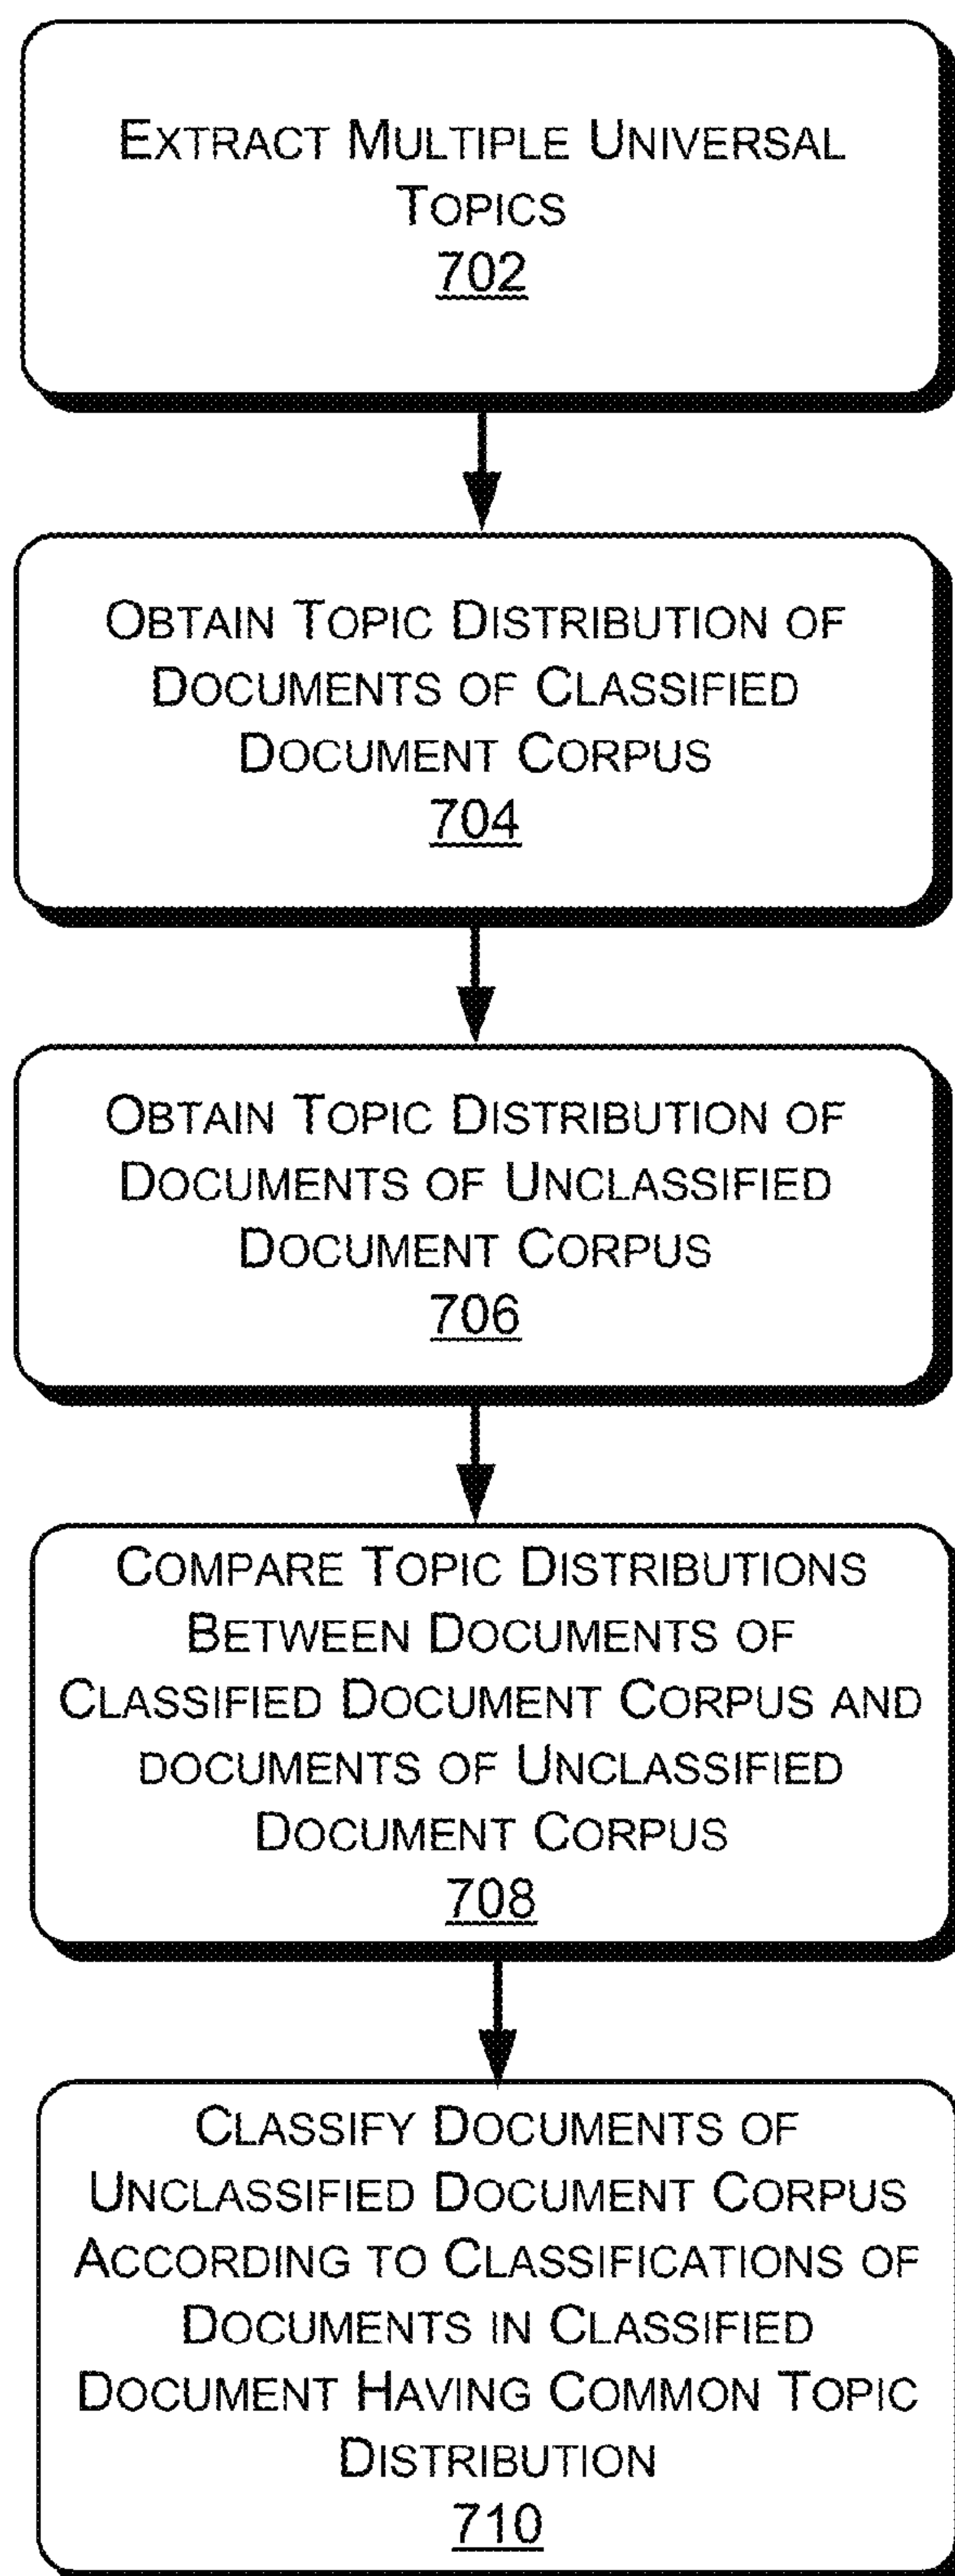 EXTRACT MULTIPLE UNIVERSAL
TOPICS
702
OBTAIN TOPIC DISTRIBUTION OF
DOCUMENTS OF CLASSIFIED
DOCUMENT CORPUS
704
OBTAIN TOPIC DISTRIBUTION OF
DOCUMENTS OF UNCLASSIFIED
DOCUMENT CORPUS
706
COMPARE TOPIC DISTRIBUTIONS
BETWEEN DOCUMENTS OF
CLASSIFIED DOCUMENT CORPUS AND
DOCUMENTS OF UNCLASSIFIED
DOCUMENT CORPUS
708
CLASSIFY DOCUMENTS OF
UNCLASSIFIED DOCUMENT CORPUS
ACCORDING TO CLASSIFICATIONS OF
DOCUMENTS IN CLASSIFIED
DOCUMENT HAVING COMMON TOPIC
DISTRIBUTION
710